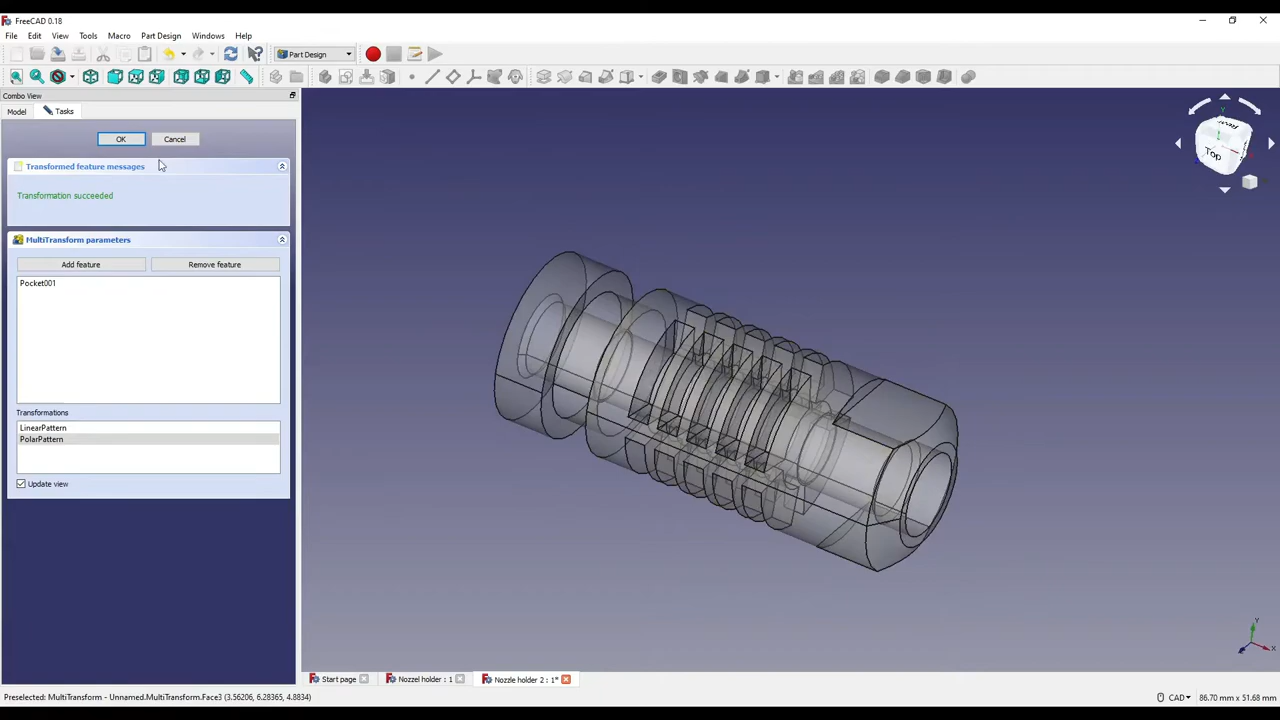 FreeCAD 0.18
File Edit View Tools Macro Part Design Windows Help
Part Design
Combo View
Model Tasks
OK Cancel
Transformed feature messages
Transformation succeeded
MultiTransform parameters
Add feature Remove feature
Pocket001
Transformations
LinearPattern
PolarPattern
Update view
Top
Rear
Y
X
Start page Nozzel holder : 1 Nozzle holder 2 : 1*
Preselected: MultiTransform - Unnamed.MultiTransform.Face3 (3.56206, 6.28365, 4.8834) CAD 86.70 mm x 51.68 mm